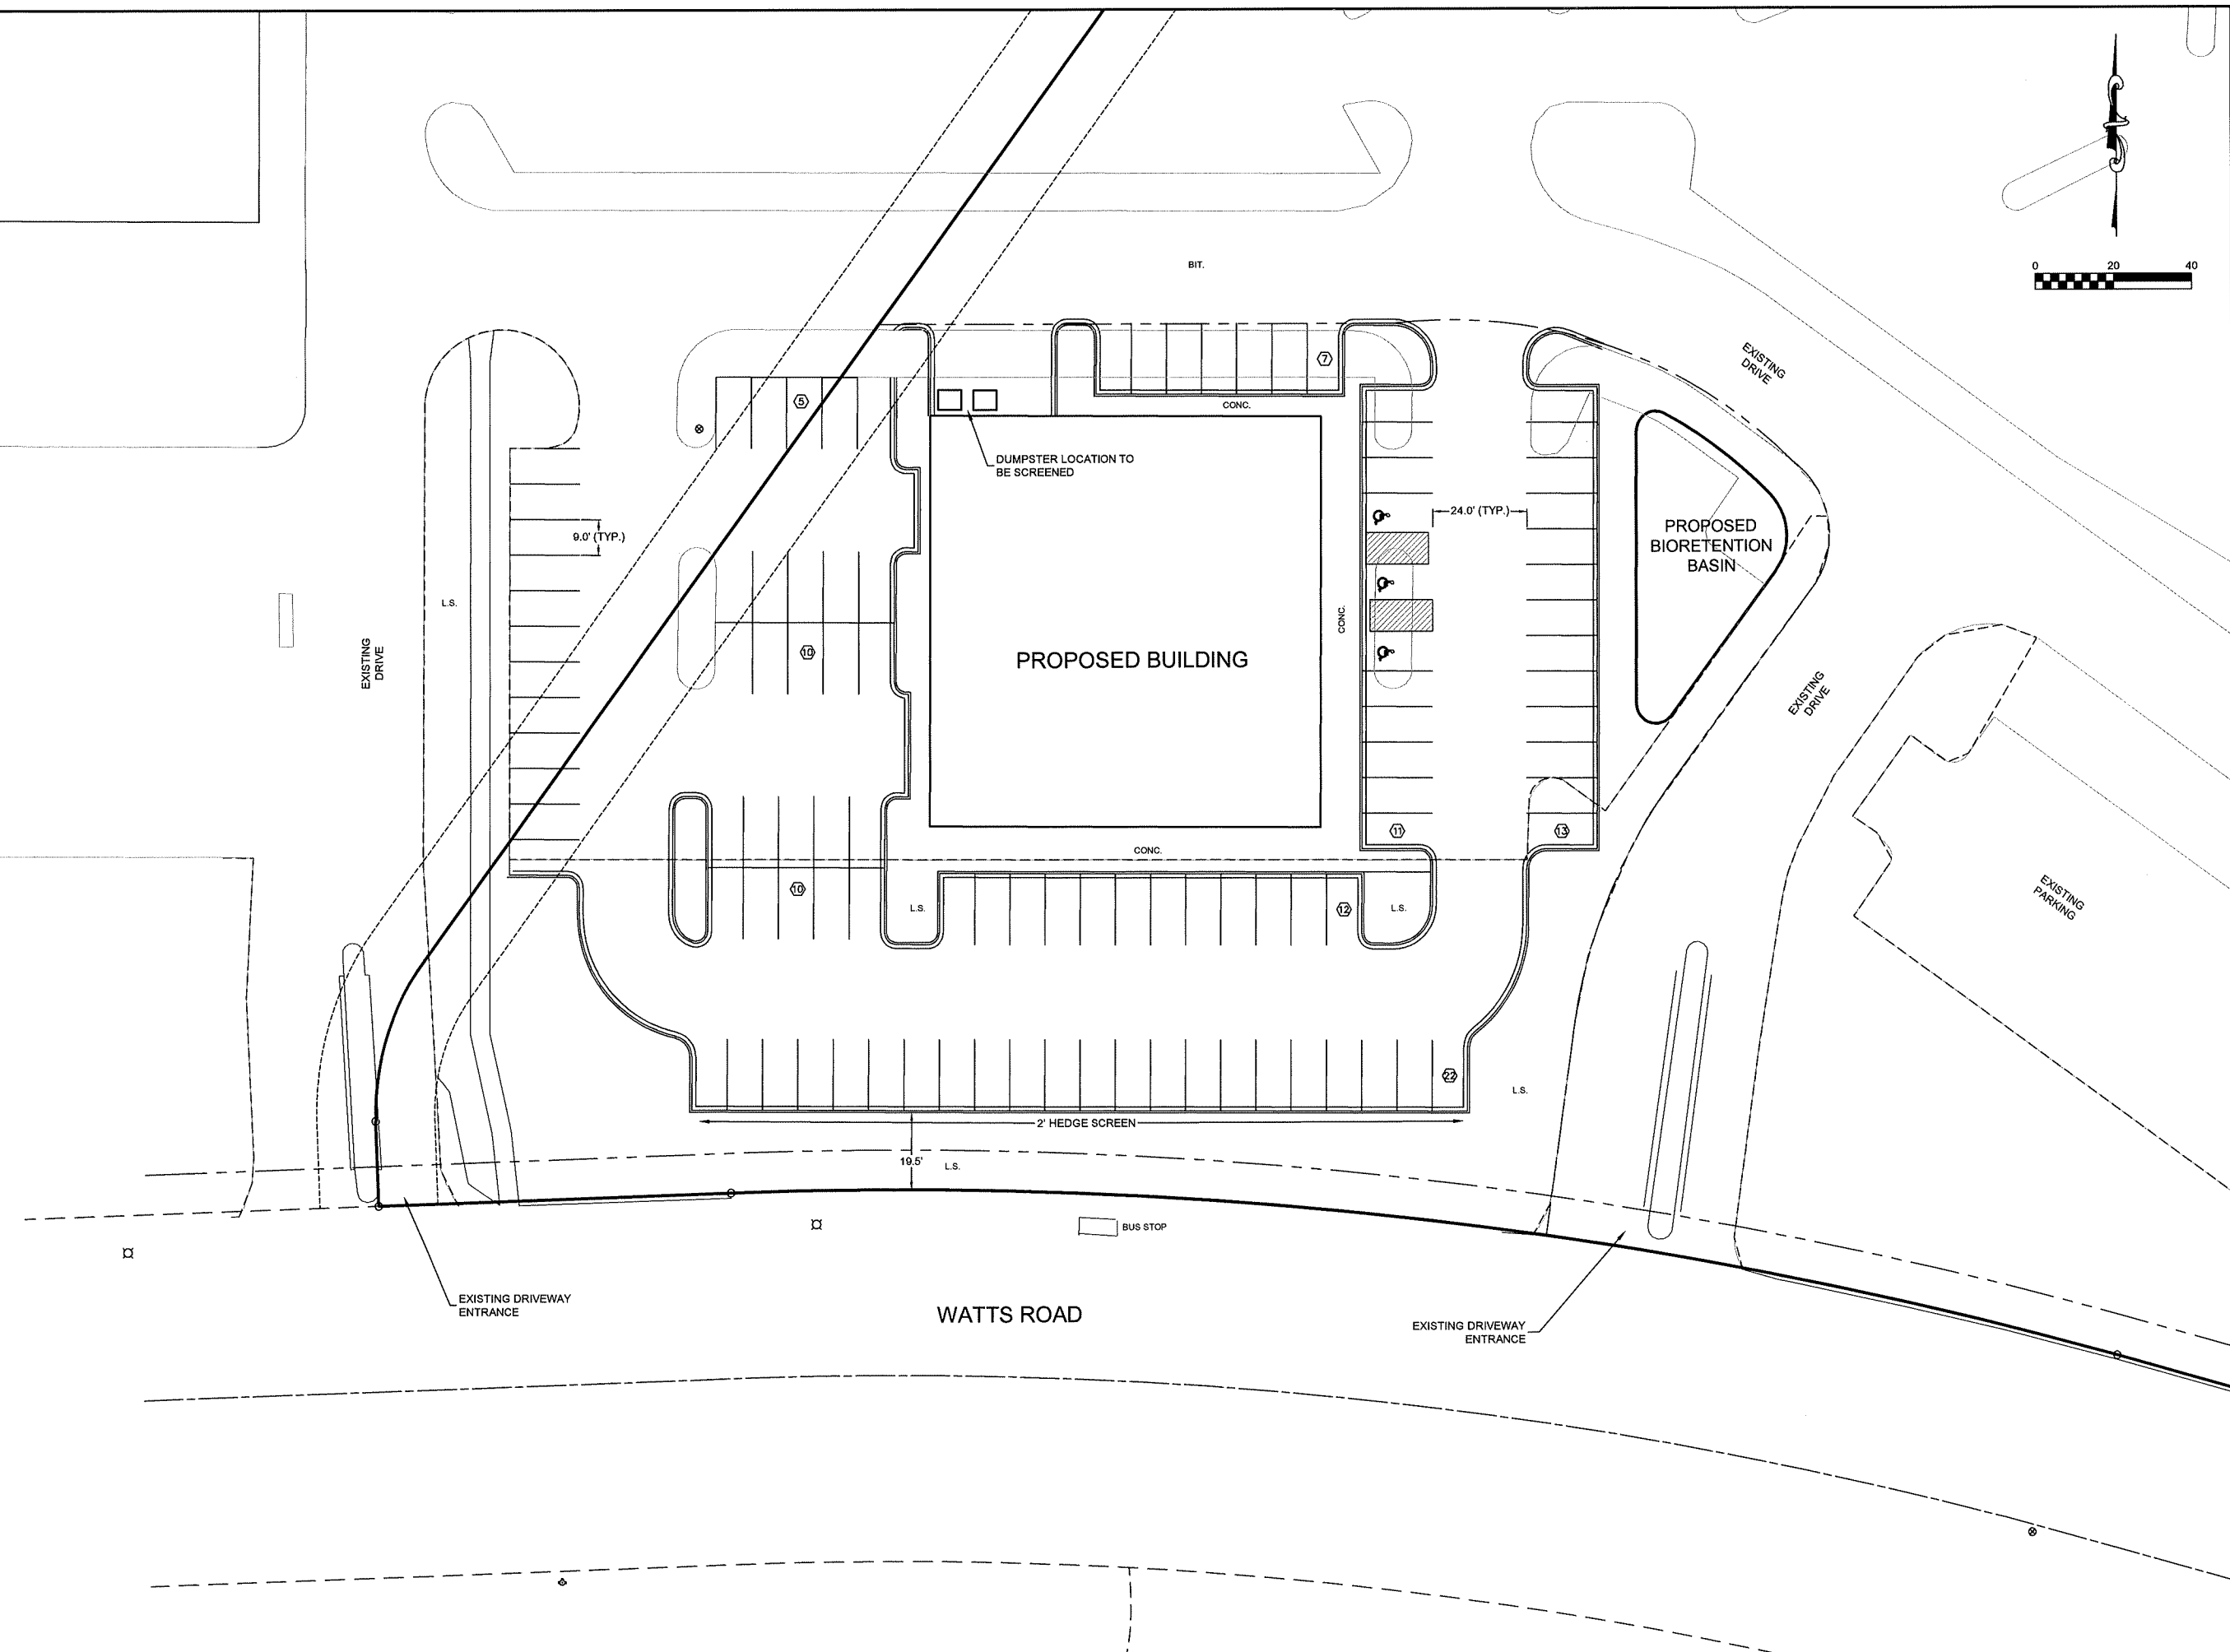 BIT.
0 20 40
EXISTING
DRIVE
7
CONC.
5
DUMPSTER LOCATION TO
BE SCREENED
9.0' (TYP.)
24.0' (TYP.)
PROPOSED
BIORETENTION
BASIN
L.S.
CONC.
EXISTING
DRIVE
10
PROPOSED BUILDING
EXISTING
DRIVE
11
13
CONC.
10
L.S.
12
L.S.
EXISTING
PARKING
22
L.S.
2' HEDGE SCREEN
19.5'
L.S.
BUS STOP
EXISTING DRIVEWAY
ENTRANCE
WATTS ROAD
EXISTING DRIVEWAY
ENTRANCE